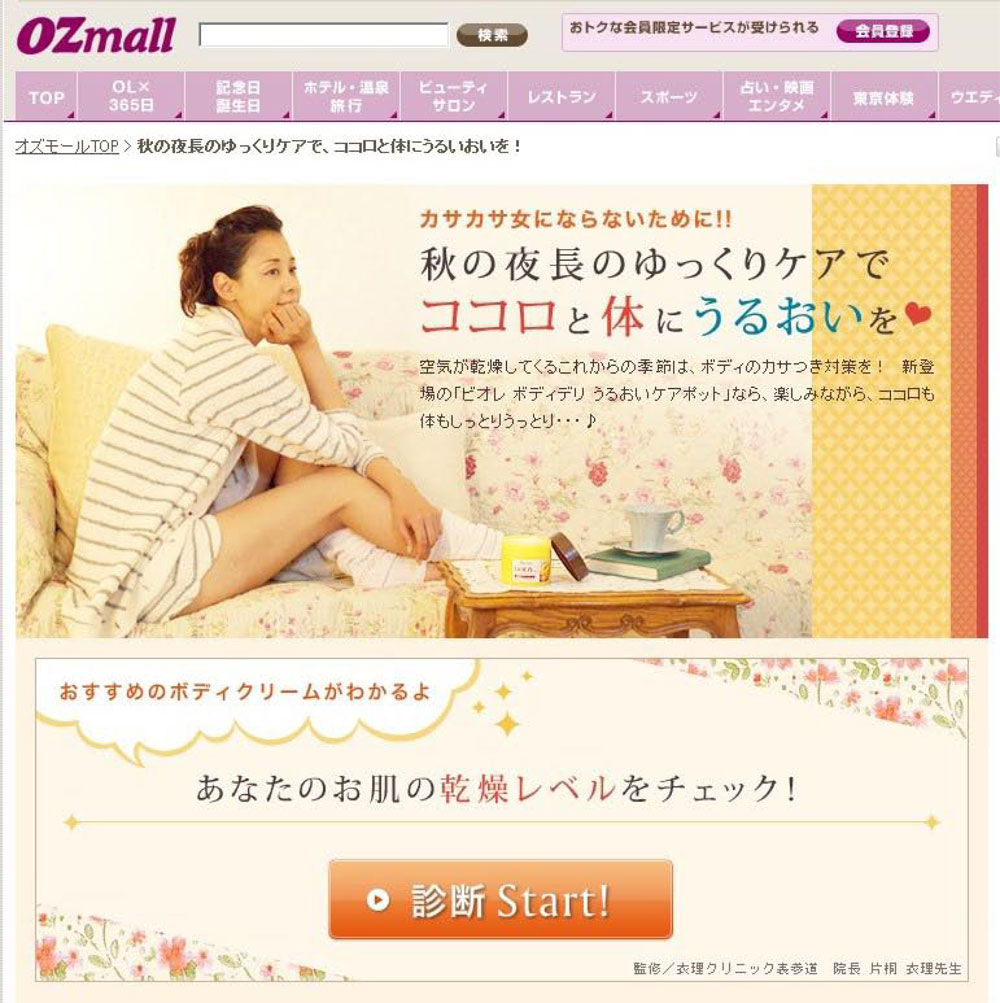 OZmall
検索
おトクな会員限定サービスが受けられる
会員登録
TOP
OL×
365日
記念日
誕生日
ホテル・温泉
旅行
ビューティ
サロン
レストラン
スポーツ
占い・映画
エンタメ
東京体験
ウエディ
オズモールTOP > 秋の夜長のゆっくりケアで、ココロと体にうるいおいを！
カサカサ女にならないために!!
秋の夜長のゆっくりケアで
ココロと体にうるおいを♥
空気が乾燥してくるこれからの季節は、ボディのカサつき対策を！　新登
場の「ビオレ ボディデリ うるおいケアポット」なら、楽しみながら、ココロも
体もしっとりうっとり・・・♪
おすすめのボディクリームがわかるよ
あなたのお肌の乾燥レベルをチェック！
診断 Start!
監修／衣理クリニック表参道　院長 片桐 衣理先生